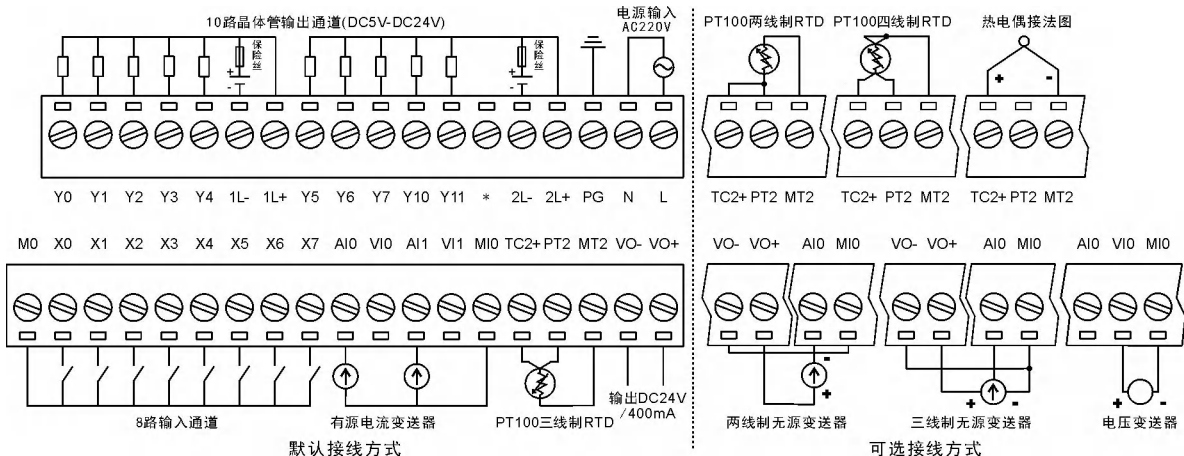 10路晶体管输出通道(DC5V-DC24V)
保险丝
+
-
保险丝
+
-
电源输入
AC220V
PT100两线制RTD
PT100四线制RTD
热电偶接法图
+ -
Y0 Y1 Y2 Y3 Y4 1L- 1L+ Y5 Y6 Y7 Y10 Y11 * 2L- 2L+ PG N L
TC2+ PT2 MT2
TC2+ PT2 MT2
TC2+ PT2 MT2
M0 X0 X1 X2 X3 X4 X5 X6 X7 AI0 VI0 AI1 VI1 MI0 TC2+ PT2 MT2 VO- VO+
VO- VO+ AI0 MI0
VO- VO+ AI0 MI0
AI0 VI0 MI0
8路输入通道
有源电流变送器
PT100三线制RTD
输出DC24V
/400mA
-
+
两线制无源变送器
+ -
三线制无源变送器
+ -
电压变送器
默认接线方式
可选接线方式